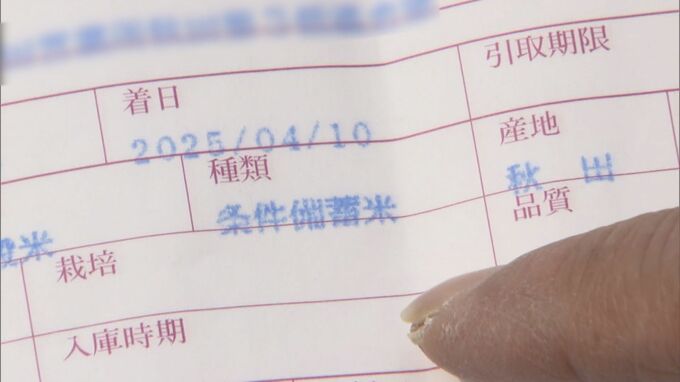 引取期限
着日
2025/04/10
産地
秋 田
種類
条件備蓄米
品質
米
栽培
入庫時期